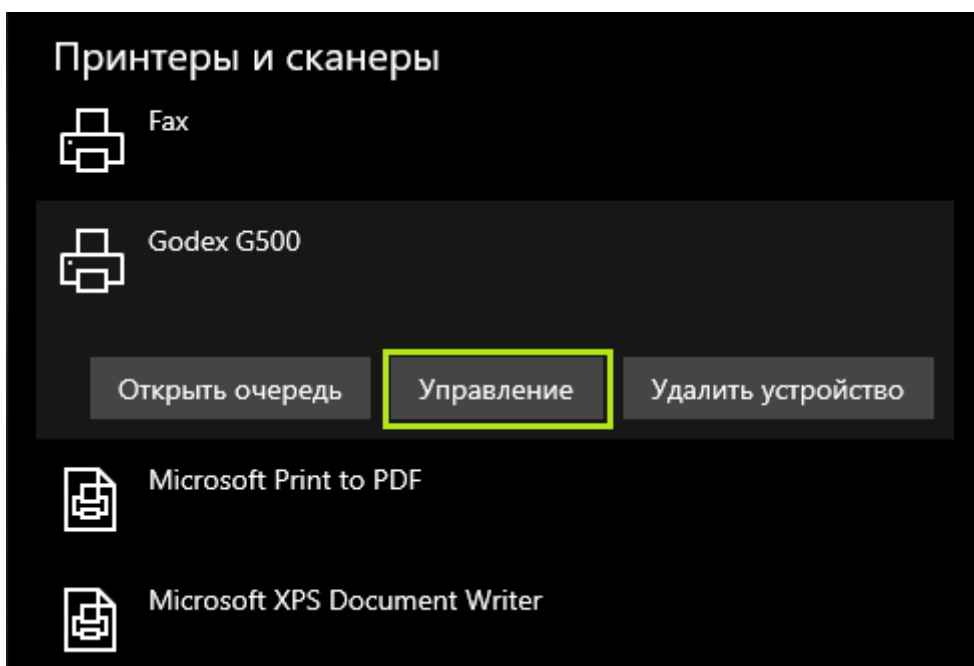 Принтеры и сканеры
Fax
Godex G500
Открыть очередь Управление Удалить устройство
Microsoft Print to PDF
Microsoft XPS Document Writer